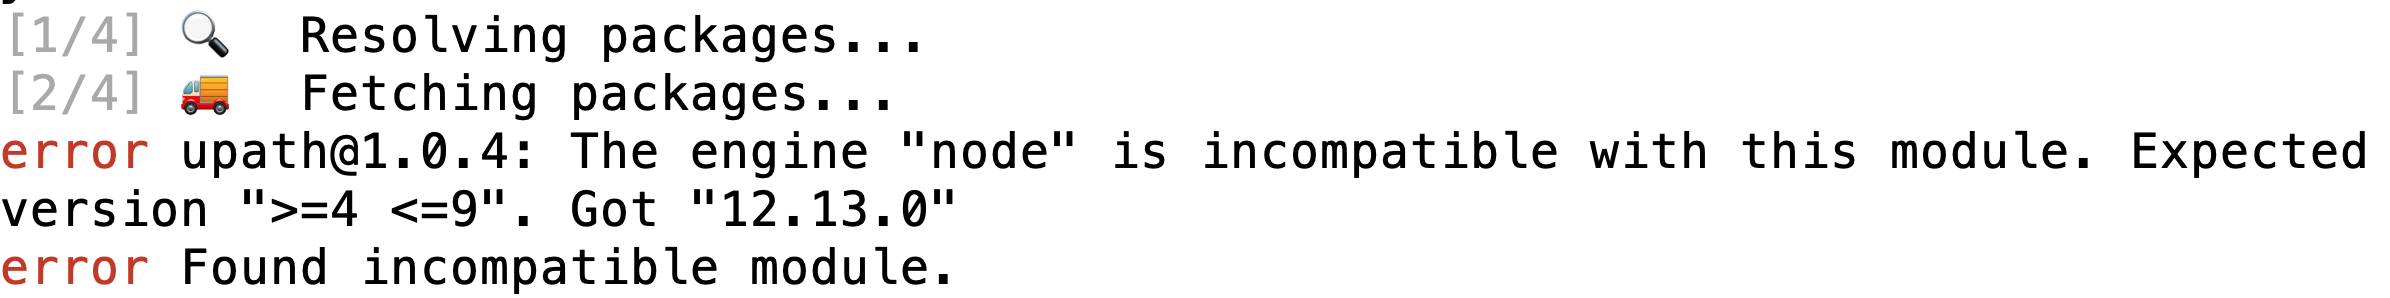 [1/4] 🔍 Resolving packages...
[2/4] 🚚 Fetching packages...
error upath@1.0.4: The engine "node" is incompatible with this module. Expected
version ">=4 <=9". Got "12.13.0"
error Found incompatible module.